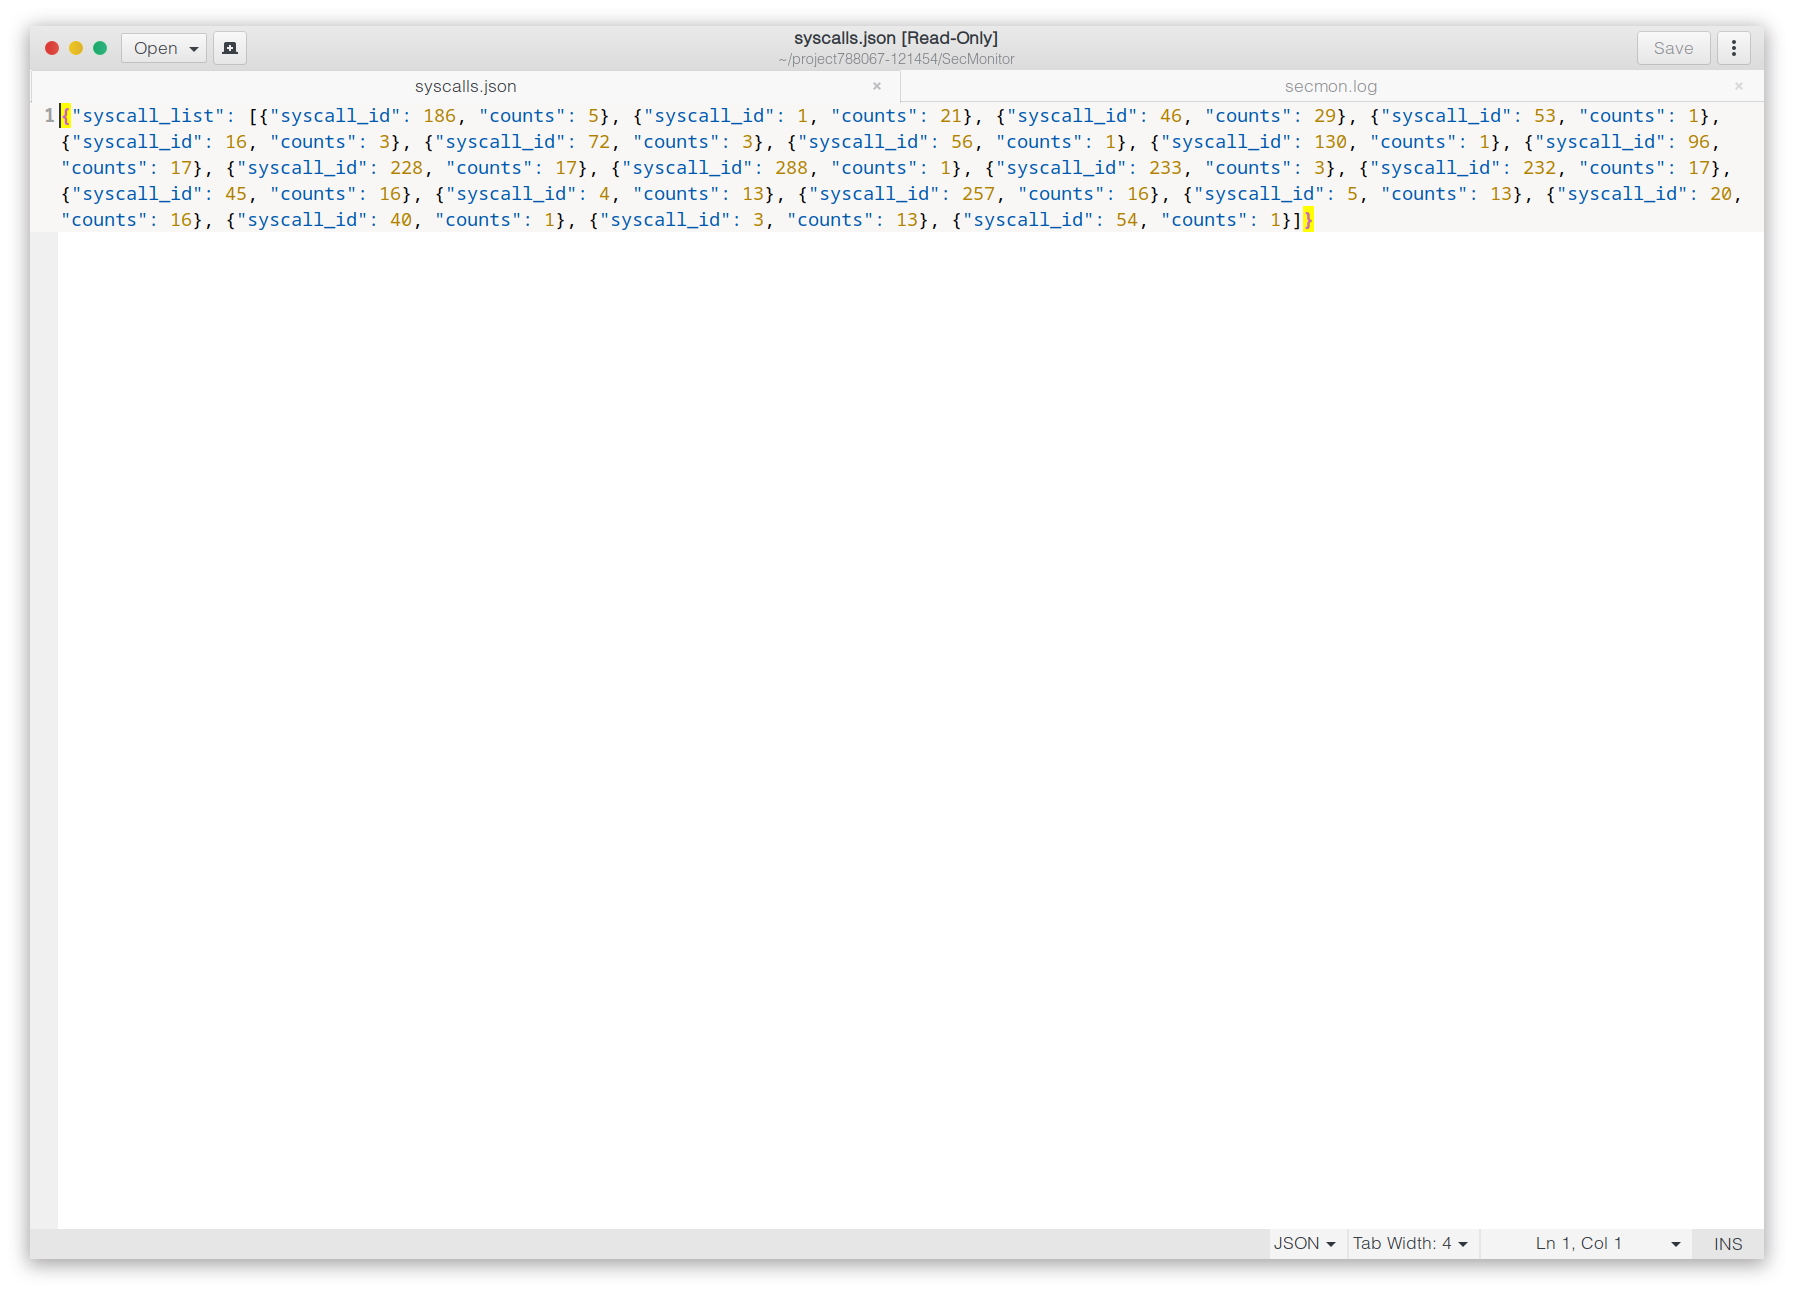 Open
syscalls.json [Read-Only]
~/project788067-121454/SecMonitor
Save
syscalls.json
secmon.log
1 {"syscall_list": [{"syscall_id": 186, "counts": 5}, {"syscall_id": 1, "counts": 21}, {"syscall_id": 46, "counts": 29}, {"syscall_id": 53, "counts": 1},
{"syscall_id": 16, "counts": 3}, {"syscall_id": 72, "counts": 3}, {"syscall_id": 56, "counts": 1}, {"syscall_id": 130, "counts": 1}, {"syscall_id": 96,
"counts": 17}, {"syscall_id": 228, "counts": 17}, {"syscall_id": 288, "counts": 1}, {"syscall_id": 233, "counts": 3}, {"syscall_id": 232, "counts": 17},
{"syscall_id": 45, "counts": 16}, {"syscall_id": 4, "counts": 13}, {"syscall_id": 257, "counts": 16}, {"syscall_id": 5, "counts": 13}, {"syscall_id": 20,
"counts": 16}, {"syscall_id": 40, "counts": 1}, {"syscall_id": 3, "counts": 13}, {"syscall_id": 54, "counts": 1}]}
JSON
Tab Width: 4
Ln 1, Col 1
INS